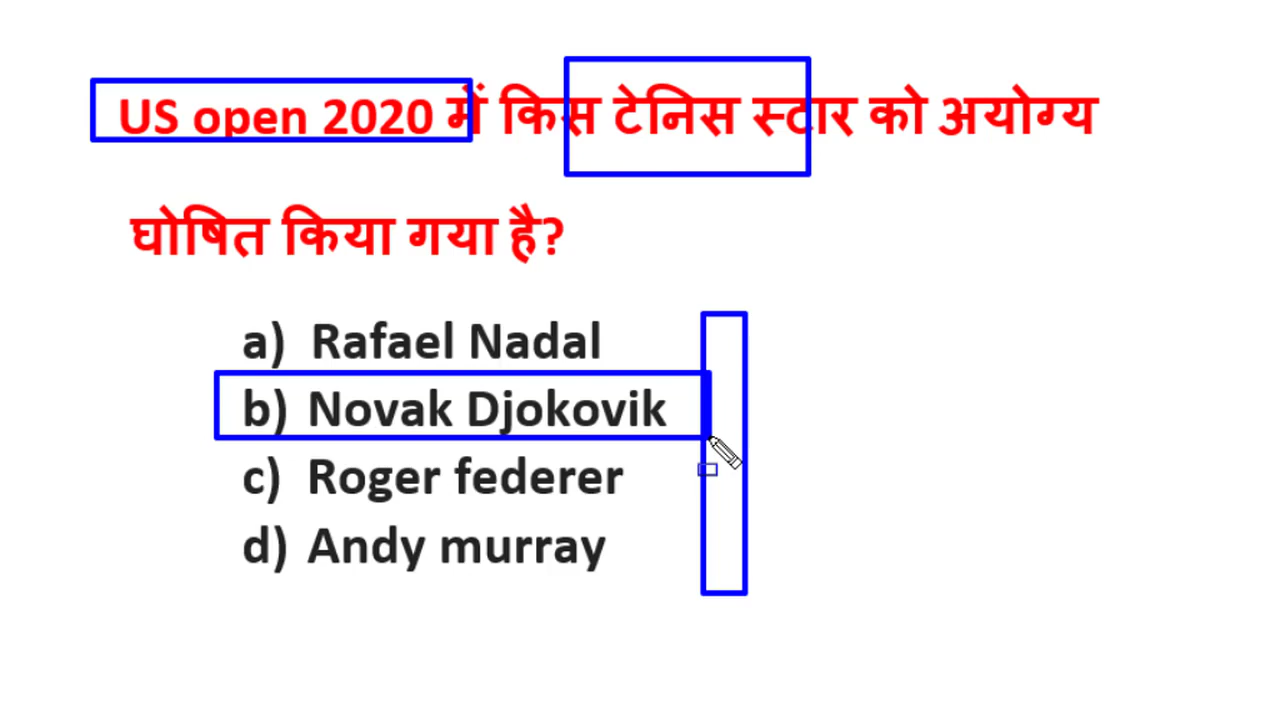 US open 2020 में किस टेनिस स्टार को अयोग्य
घोषित किया गया है?
a) Rafael Nadal
b) Novak Djokovik
c) Roger federer
d) Andy murray